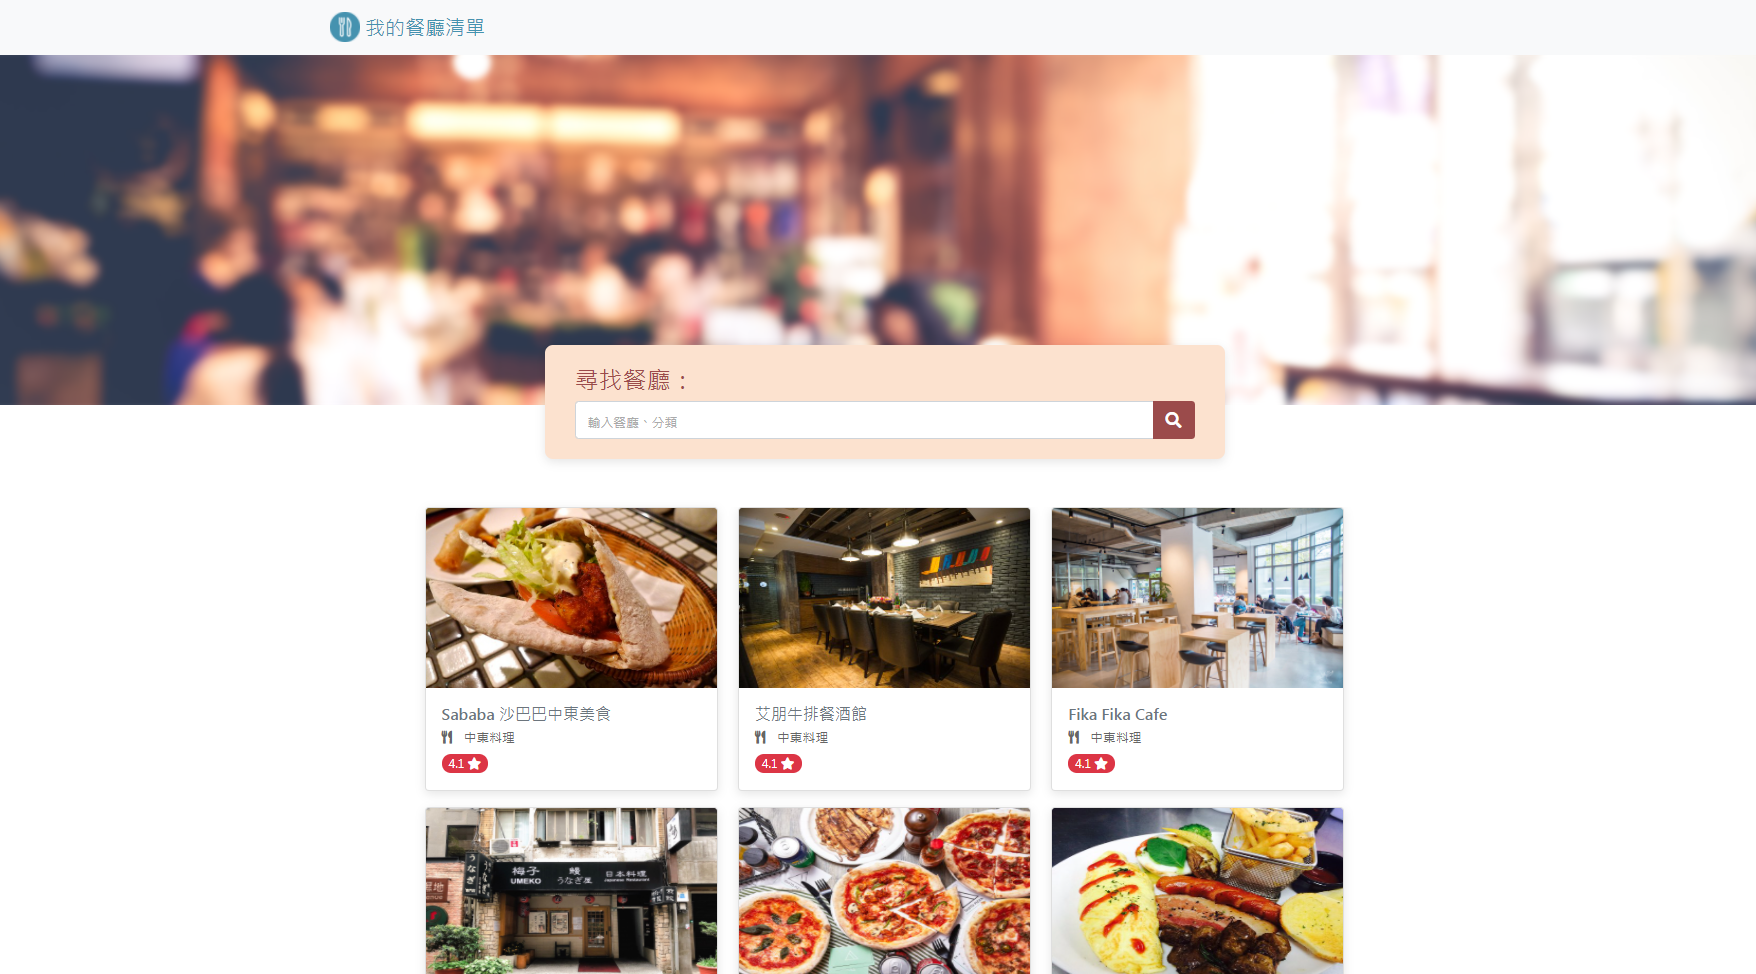 我的餐廳清單
尋找餐廳：
輸入餐廳、分類
Sababa 沙巴巴中東美食
中東料理
4.1
艾朋牛排餐酒館
中東料理
4.1
Fika Fika Cafe
中東料理
4.1
梅子 鰻 日本料理
UMEKO うなぎ屋 Japanese Restaurant